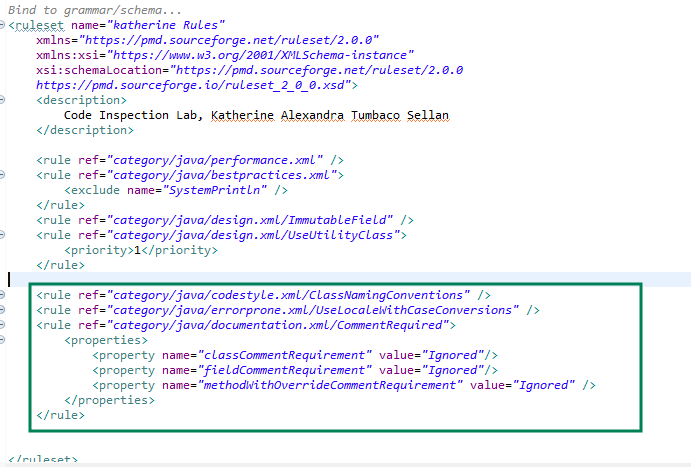 Bind to grammar/schema...
<ruleset name="katherine Rules"
xmlns="https://pmd.sourceforge.net/ruleset/2.0.0"
xmlns:xsi="https://www.w3.org/2001/XMLSchema-instance"
xsi:schemaLocation="https://pmd.sourceforge.net/ruleset/2.0.0
https://pmd.sourceforge.io/ruleset_2_0_0.xsd">
<description>
Code Inspection Lab, Katherine Alexandra Tumbaco Sellan
</description>
<rule ref="category/java/performance.xml" />
<rule ref="category/java/bestpractices.xml">
<exclude name="SystemPrintln" />
</rule>
<rule ref="category/java/design.xml/ImmutableField" />
<rule ref="category/java/design.xml/UseUtilityClass">
<priority>1</priority>
</rule>
<rule ref="category/java/codestyle.xml/ClassNamingConventions" />
<rule ref="category/java/errorprone.xml/UseLocaleWithCaseConversions" />
<rule ref="category/java/documentation.xml/CommentRequired">
<properties>
<property name="classCommentRequirement" value="Ignored"/>
<property name="fieldCommentRequirement" value="Ignored"/>
<property name="methodWithOverrideCommentRequirement" value="Ignored" />
</properties>
</rule>
</ruleset>